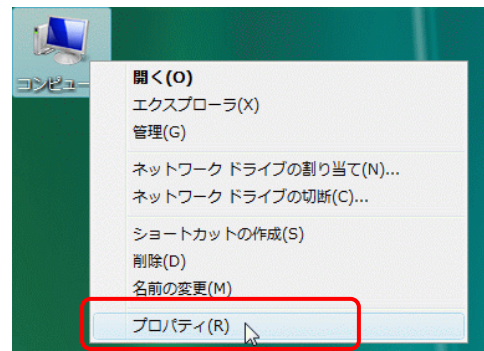 コンピュー
開く(O)
エクスプローラ(X)
管理(G)
ネットワーク ドライブの割り当て(N)...
ネットワーク ドライブの切断(C)...
ショートカットの作成(S)
削除(D)
名前の変更(M)
プロパティ(R)